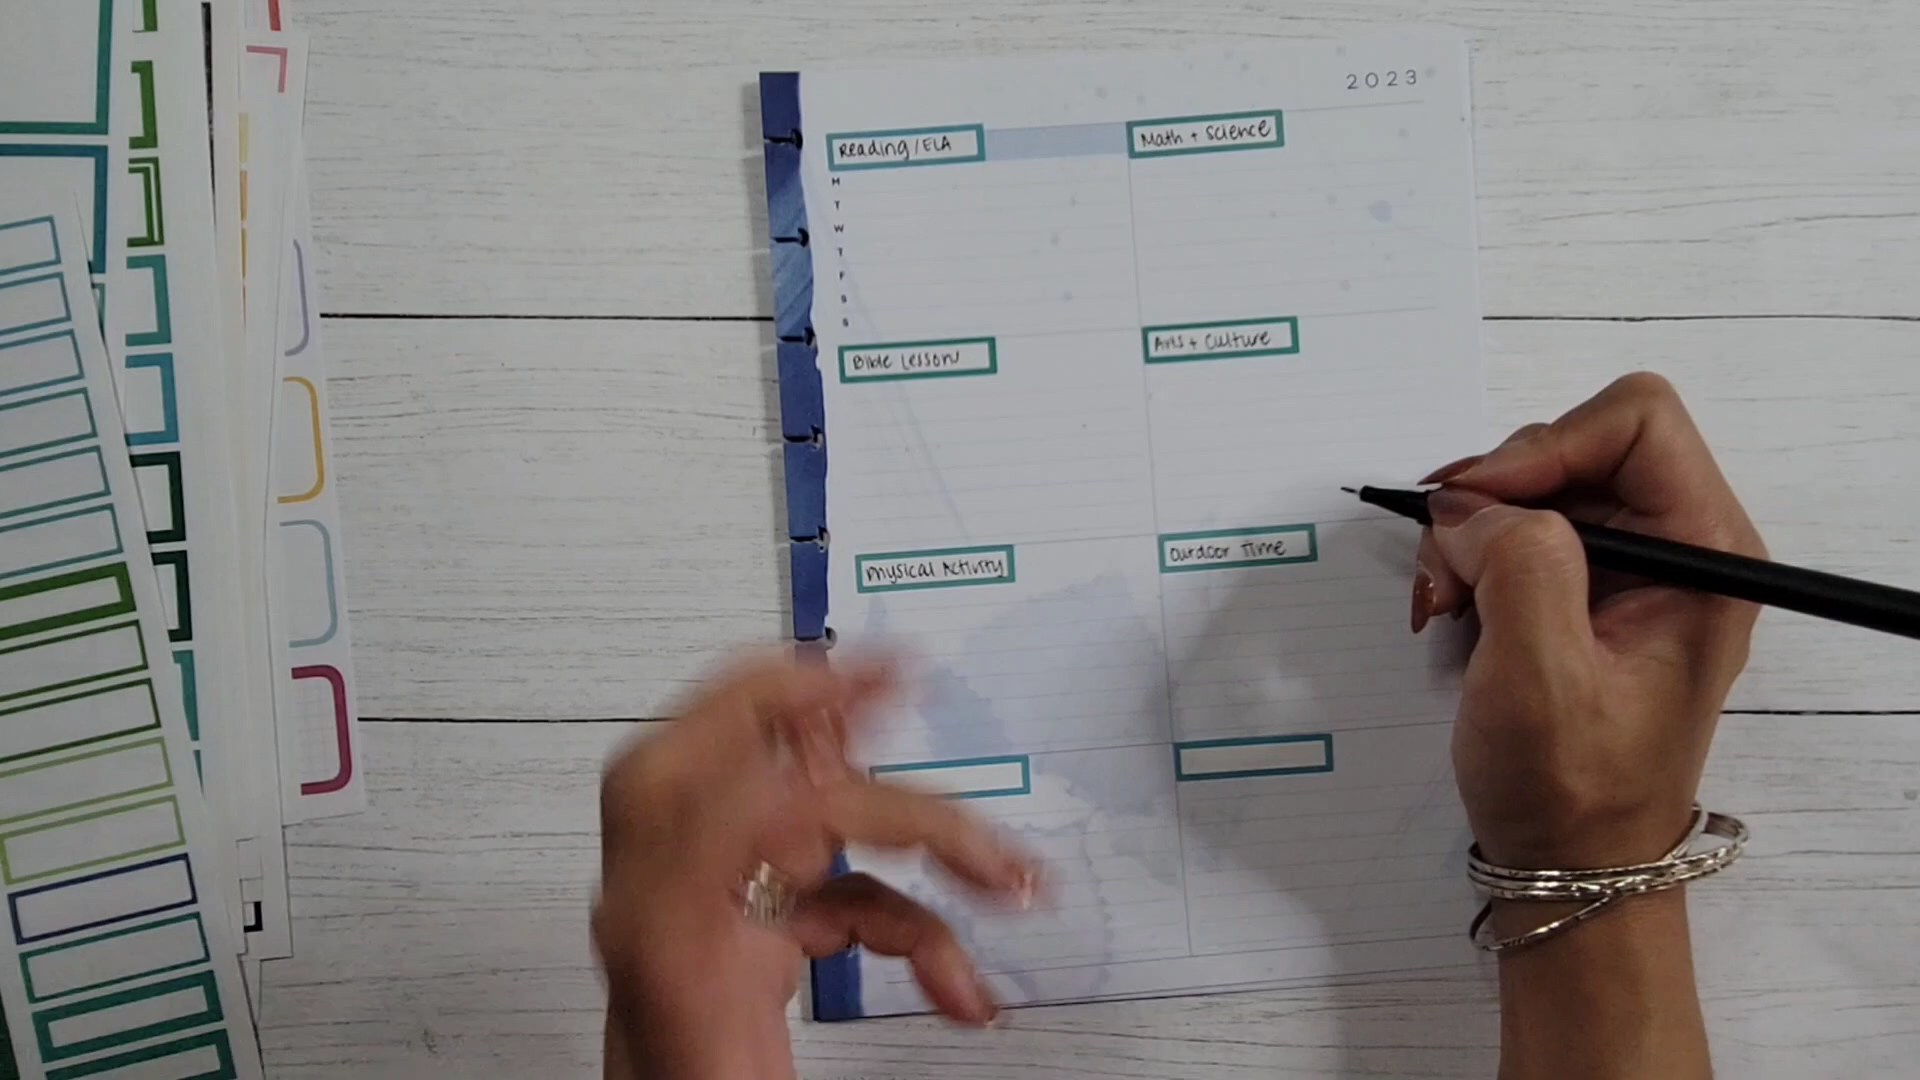 2023
Reading/ELA
Math + Science
M
T
W
T
F
S
S
Bible Lesson
Arts + Culture
Physical Activity
Outdoor Time